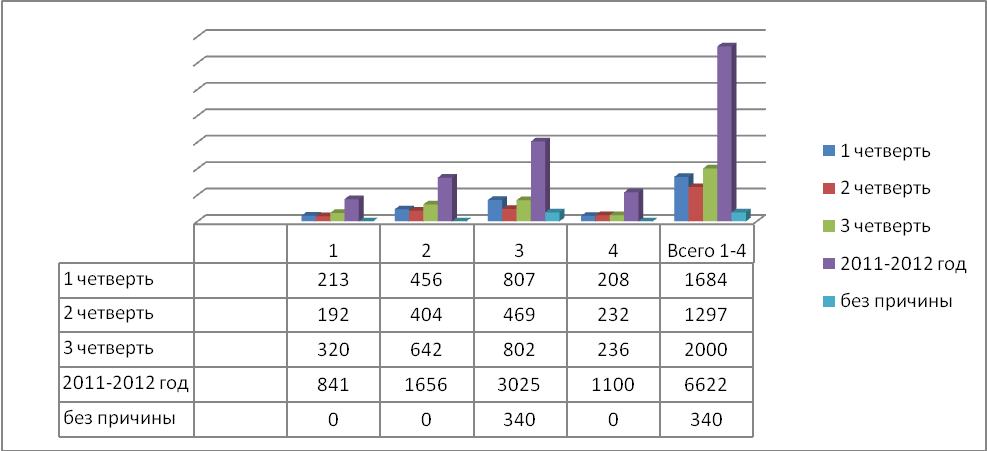 1 четверть
2 четверть
3 четверть
2011-2012 год
без причины
1 2 3 4 Всего 1-4
1 четверть 213 456 807 208 1684
2 четверть 192 404 469 232 1297
3 четверть 320 642 802 236 2000
2011-2012 год 841 1656 3025 1100 6622
без причины 0 0 340 0 340